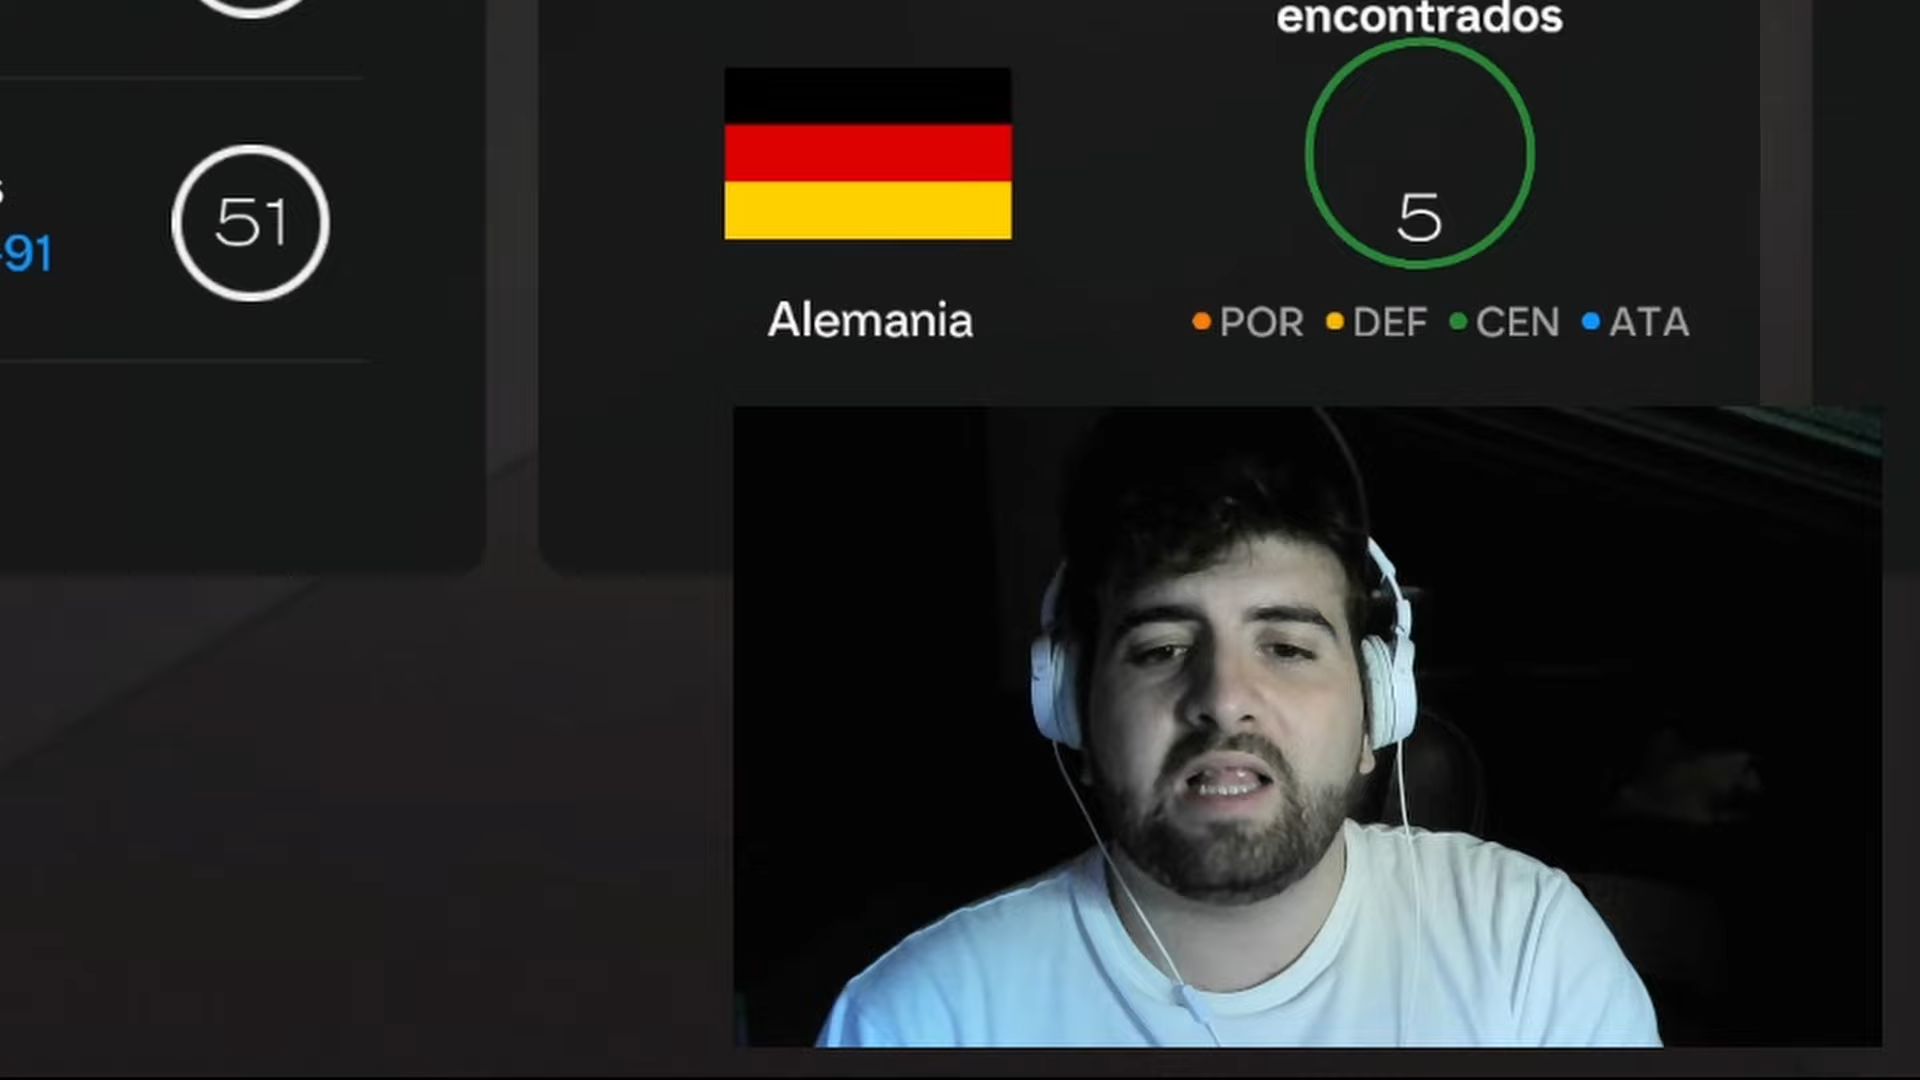 encontrados
51
-91
5
Alemania
POR DEF CEN ATA